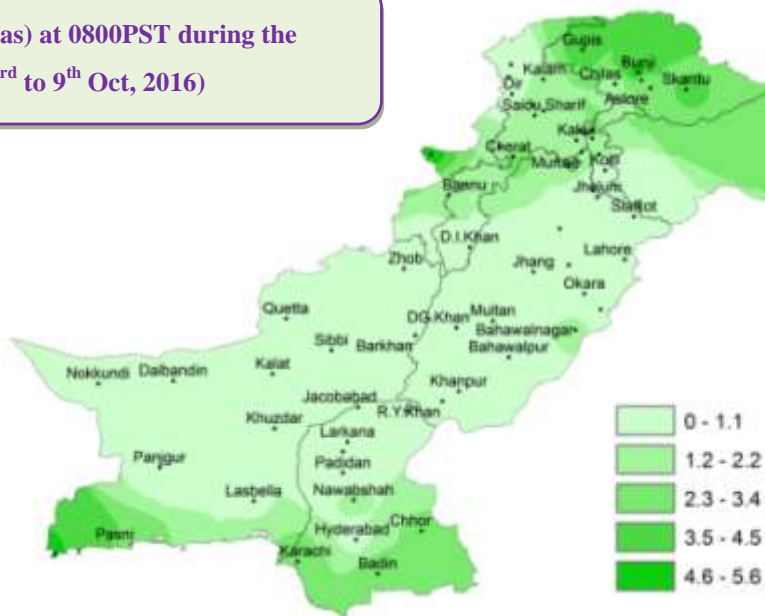 as) at 0800PST during the
rd to 9th Oct, 2016)
Gupis
Kalam
Chilas
Bunji
Skardu
Dir
Astore
Saidu Sharif
Cherat
Kotli
Bannu
Jhelum
Sialkot
D.I.Khan
Zhob
Lahore
Jhang
Okara
Quetta
DG.Khan
Multan
Bahawalnagar
Sibbi
Barkhan
Bahawalpur
Nokkundi
Dalbandin
Kalat
Khanpur
Jacobabad
R.Y.Khan
Khuzdar
Larkana
Panjgur
Padidan
Lasbella
Nawabshah
Hyderabad
Chhor
Pasni
Karachi
Badin
0 - 1.1
1.2 - 2.2
2.3 - 3.4
3.5 - 4.5
4.6 - 5.6